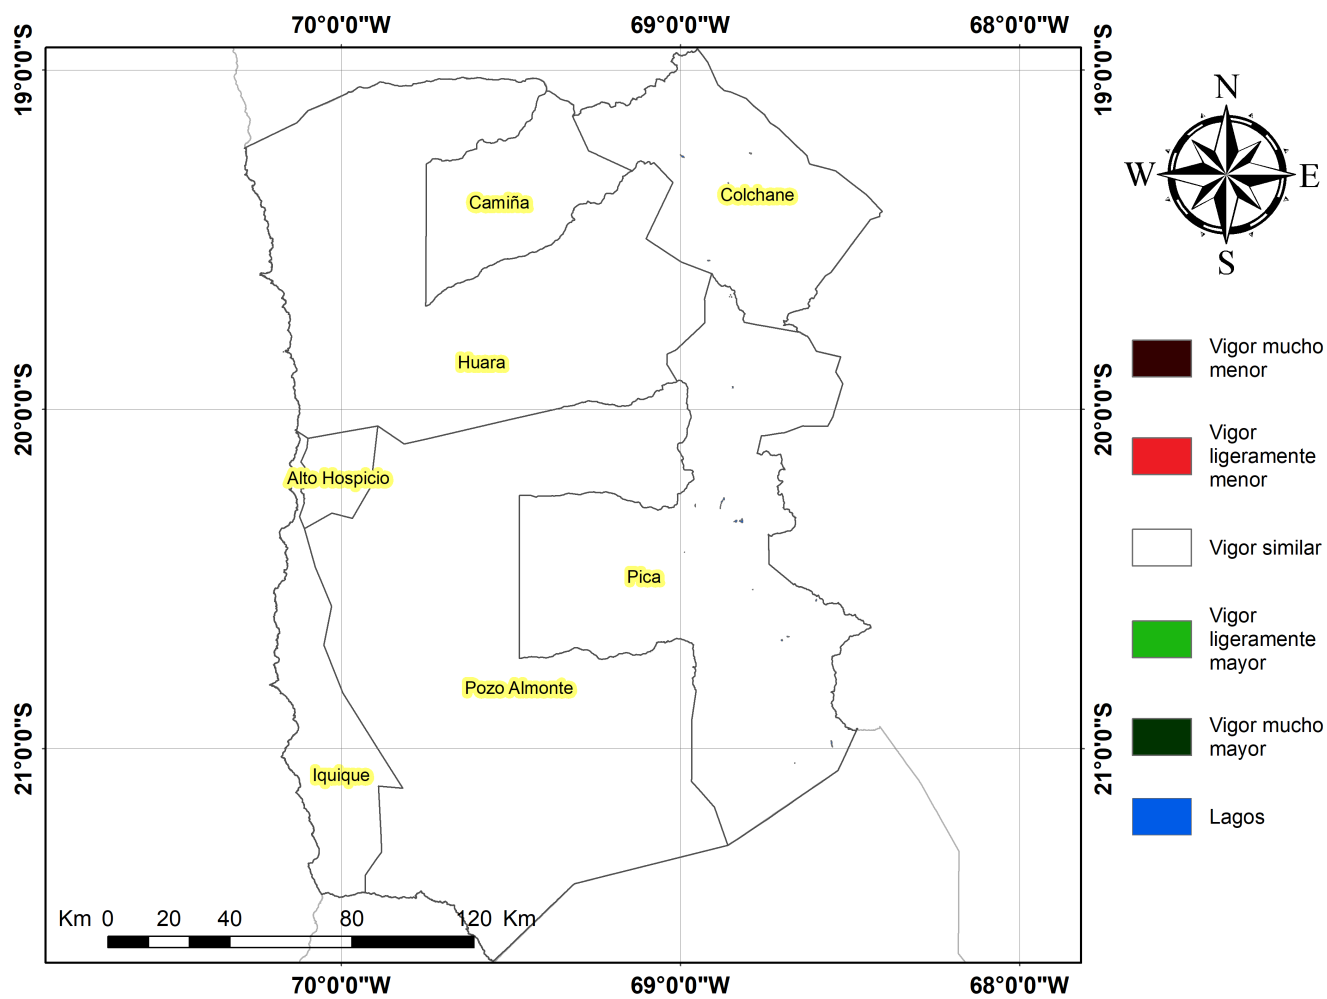 70°0'0"W 69°0'0"W 68°0'0"W
19°0'0"S
19°0'0"S
N
W
E
S
Camiña
Colchane
Huara
Vigor mucho
menor
20°0'0"S
20°0'0"S
Vigor
ligeramente
menor
Alto Hospicio
Vigor similar
Pica
Vigor
ligeramente
mayor
Pozo Almonte
21°0'0"S
21°0'0"S
Vigor mucho
mayor
Iquique
Lagos
Km 0 20 40 80 120 Km
70°0'0"W 69°0'0"W 68°0'0"W